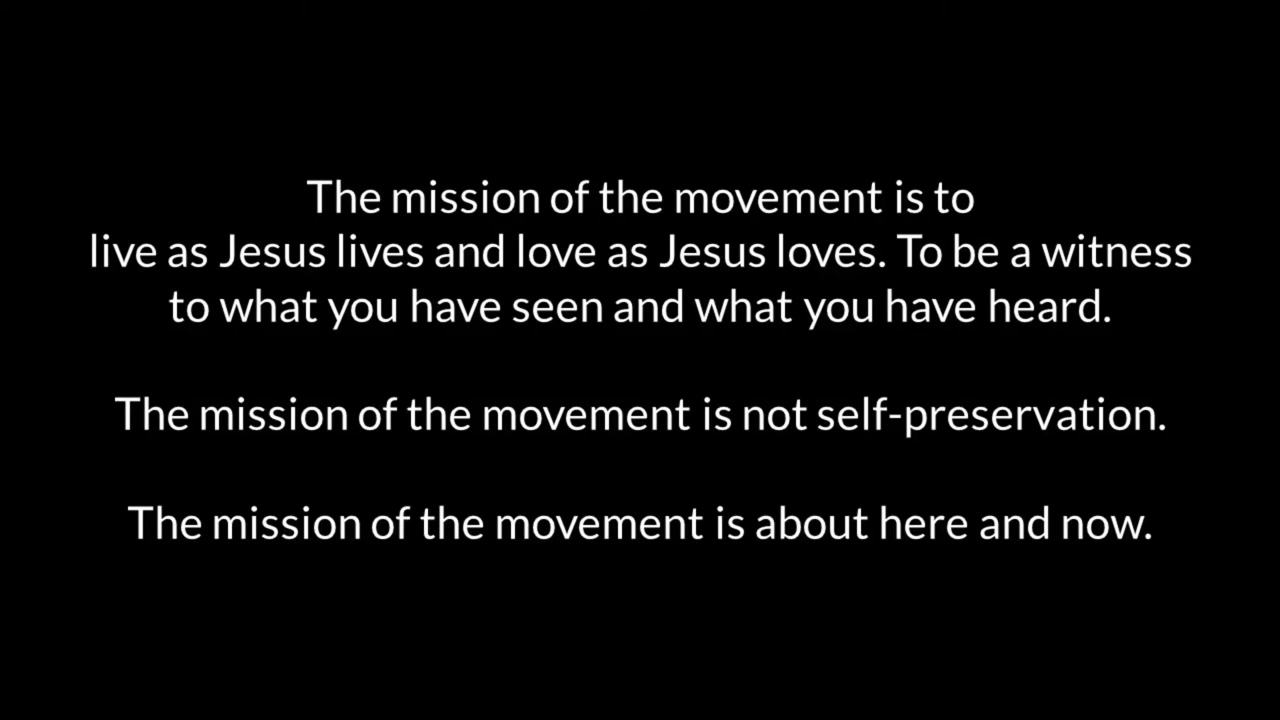 The mission of the movement is to
live as Jesus lives and love as Jesus loves. To be a witness
to what you have seen and what you have heard.
The mission of the movement is not self-preservation.
The mission of the movement is about here and now.